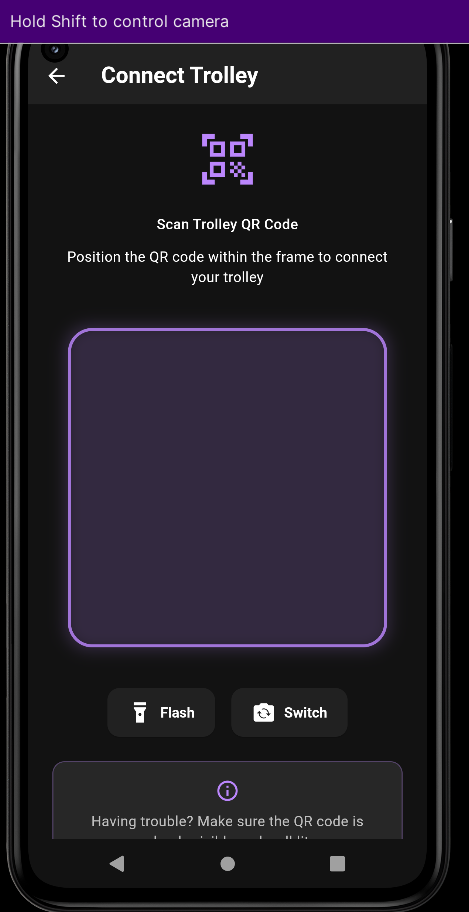 Hold Shift to control camera
Connect Trolley
Scan Trolley QR Code
Position the QR code within the frame to connect
your trolley
Flash
Switch
Having trouble? Make sure the QR code is